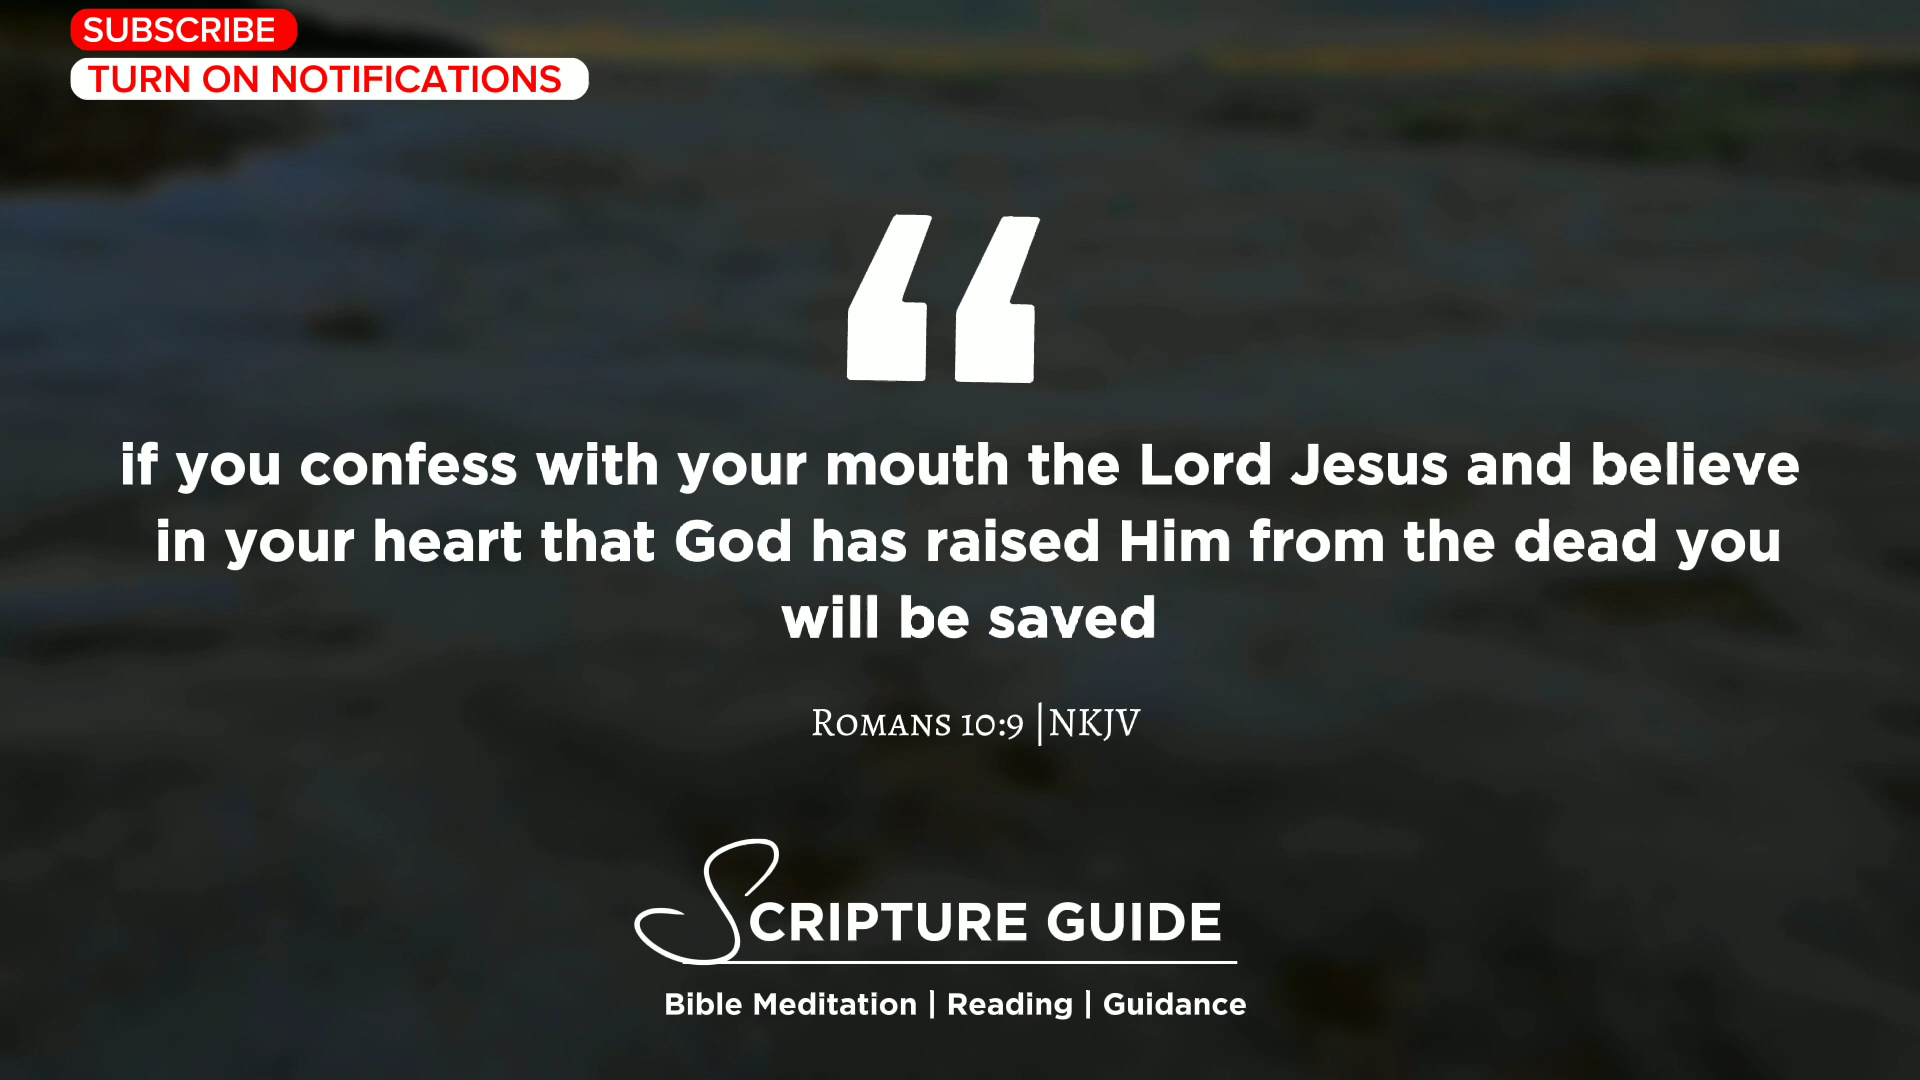 SUBSCRIBE
TURN ON NOTIFICATIONS
“
if you confess with your mouth the Lord Jesus and believe
in your heart that God has raised Him from the dead you
will be saved
Romans 10:9 |NKJV
SCRIPTURE GUIDE
Bible Meditation | Reading | Guidance